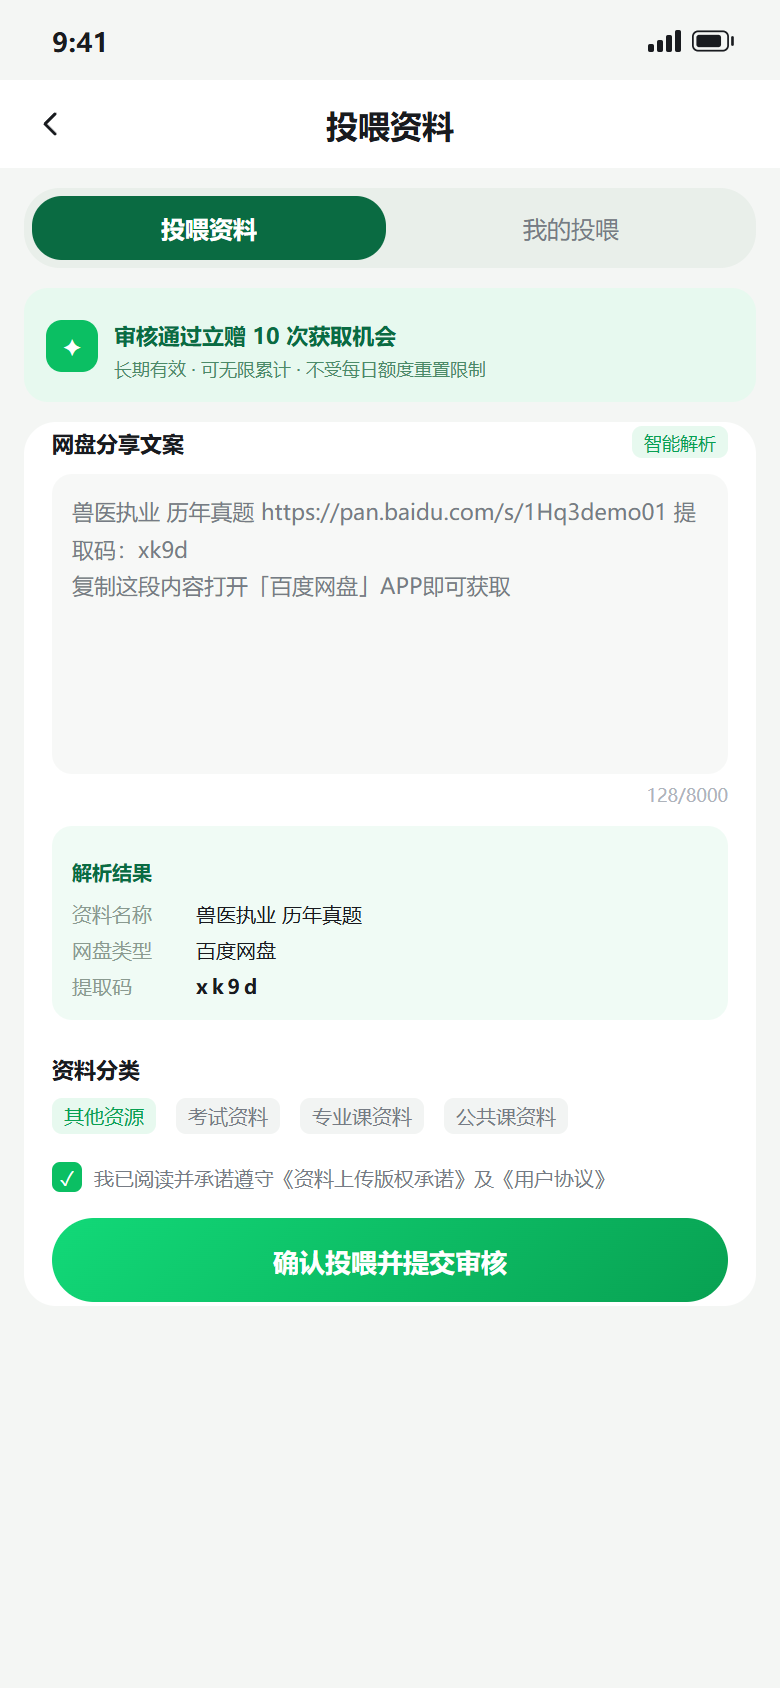 9:41
投喂资料
投喂资料
我的投喂
审核通过立赠 10 次获取机会
长期有效 · 可无限累计 · 不受每日额度重置限制
网盘分享文案
智能解析
兽医执业 历年真题 https://pan.baidu.com/s/1Hq3demo01 提
取码：xk9d
复制这段内容打开「百度网盘」APP即可获取
128/8000
解析结果
资料名称 兽医执业 历年真题
网盘类型 百度网盘
提取码 xk9d
资料分类
其他资源 考试资料 专业课资料 公共课资料
我已阅读并承诺遵守《资料上传版权承诺》及《用户协议》
确认投喂并提交审核